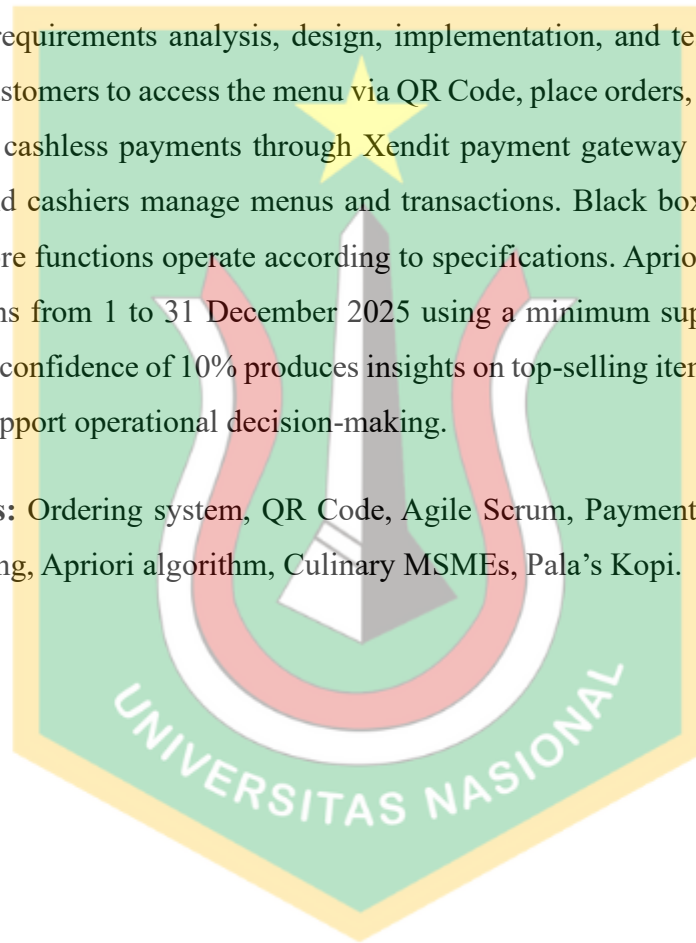 requirements analysis, design, implementation, and te
stomers to access the menu via QR Code, place orders,
cashless payments through Xendit payment gateway
d cashiers manage menus and transactions. Black box
re functions operate according to specifications. Aprio
ns from 1 to 31 December 2025 using a minimum sup
confidence of 10% produces insights on top-selling iter
pport operational decision-making.
s: Ordering system, QR Code, Agile Scrum, Payment
ng, Apriori algorithm, Culinary MSMEs, Pala’s Kopi.
UNIVERSITAS NASIONAL